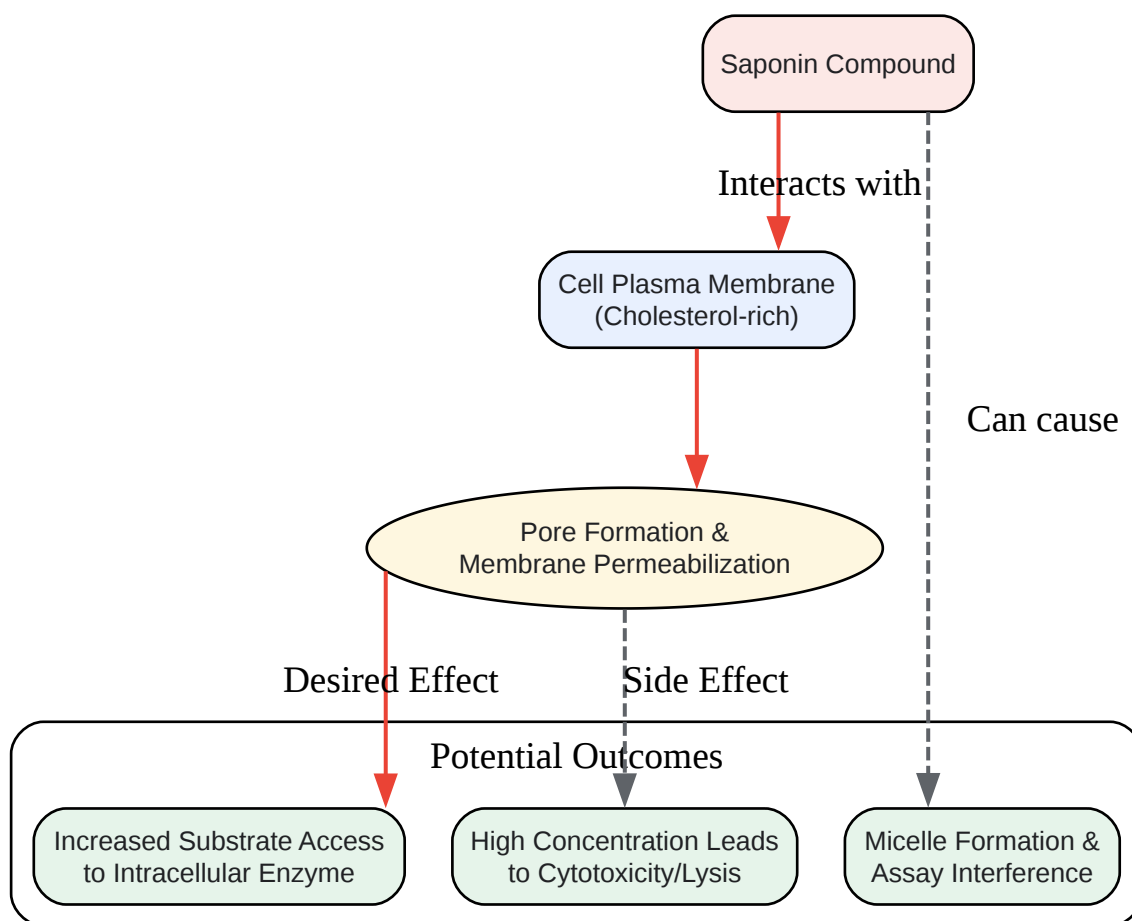 Saponin Compound
Interacts with
Cell Plasma Membrane
(Cholesterol-rich)
Can cause
Pore Formation &
Membrane Permeabilization
Desired Effect
Side Effect
Potential Outcomes
Increased Substrate Access
to Intracellular Enzyme
High Concentration Leads
to Cytotoxicity/Lysis
Micelle Formation &
Assay Interference